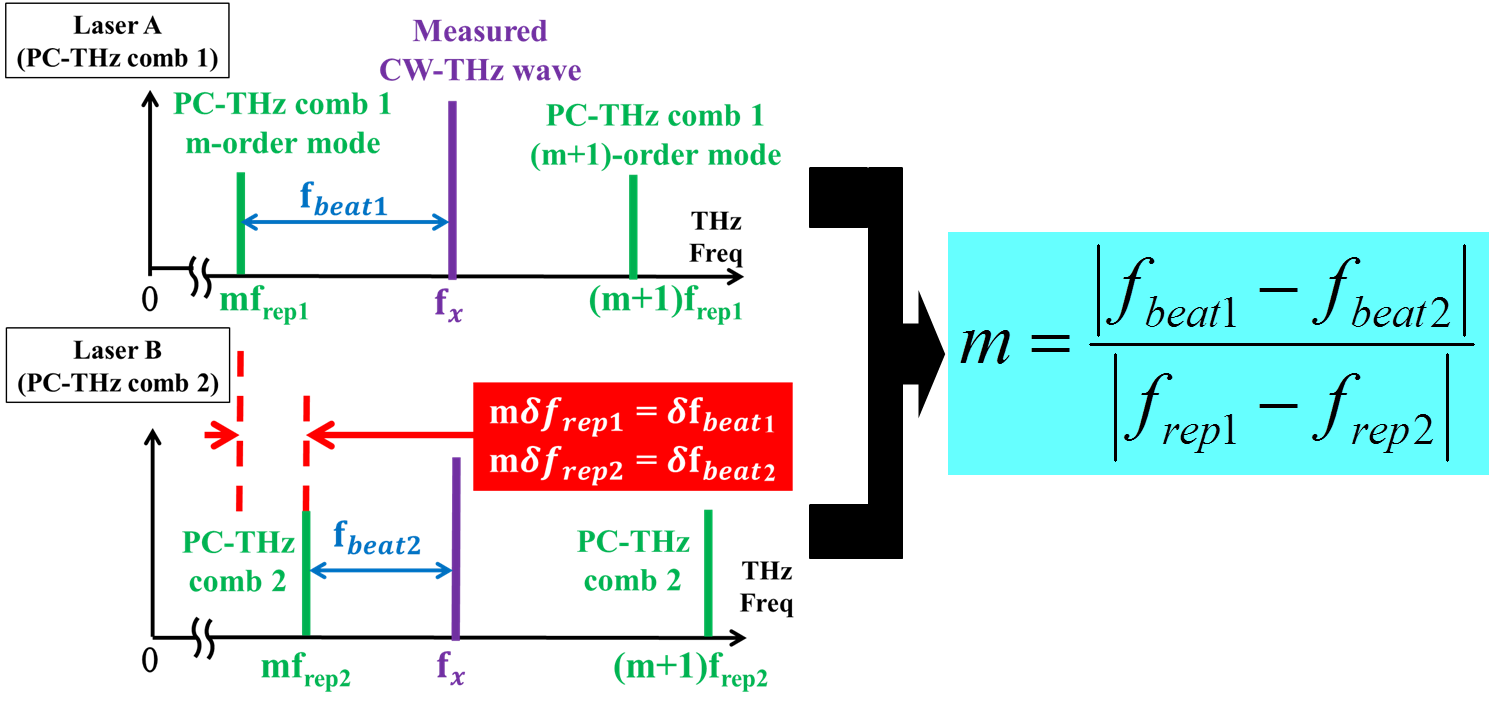 Laser A
(PC-THz comb 1)
Measured
CW-THz wave
PC-THz comb 1
m-order mode
PC-THz comb 1
(m+1)-order mode
f_beat1
THz
Freq
0
mf_rep1
f_x
(m+1)f_rep1
Laser B
(PC-THz comb 2)
mδf_rep1 = δf_beat1
mδf_rep2 = δf_beat2
PC-THz
comb 2
f_beat2
PC-THz
comb 2
THz
Freq
0
mf_rep2
f_x
(m+1)f_rep2
m = |f_beat1 − f_beat2| / |f_rep1 − f_rep2|